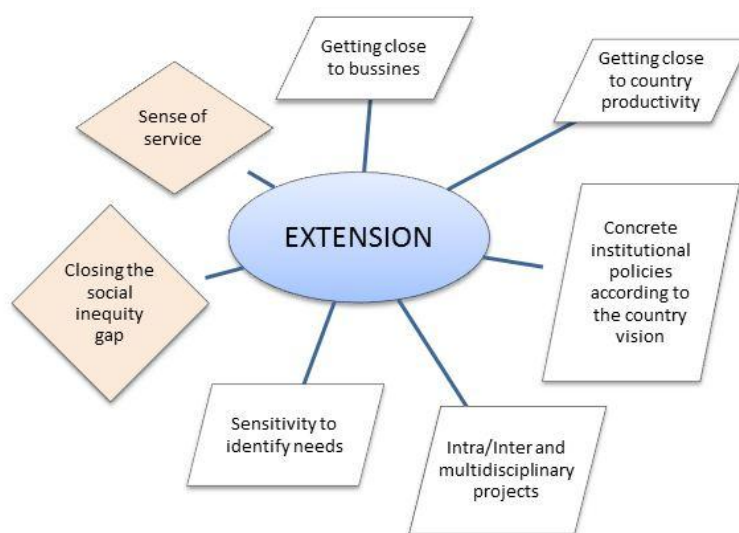 Getting close
to bussines
Getting close
to country
productivity
Sense of
service
EXTENSION
Concrete
institutional
policies
according to
the country
vision
Closing the
social
inequity
gap
Sensitivity to
identify needs
Intra/Inter and
multidisciplinary
projects